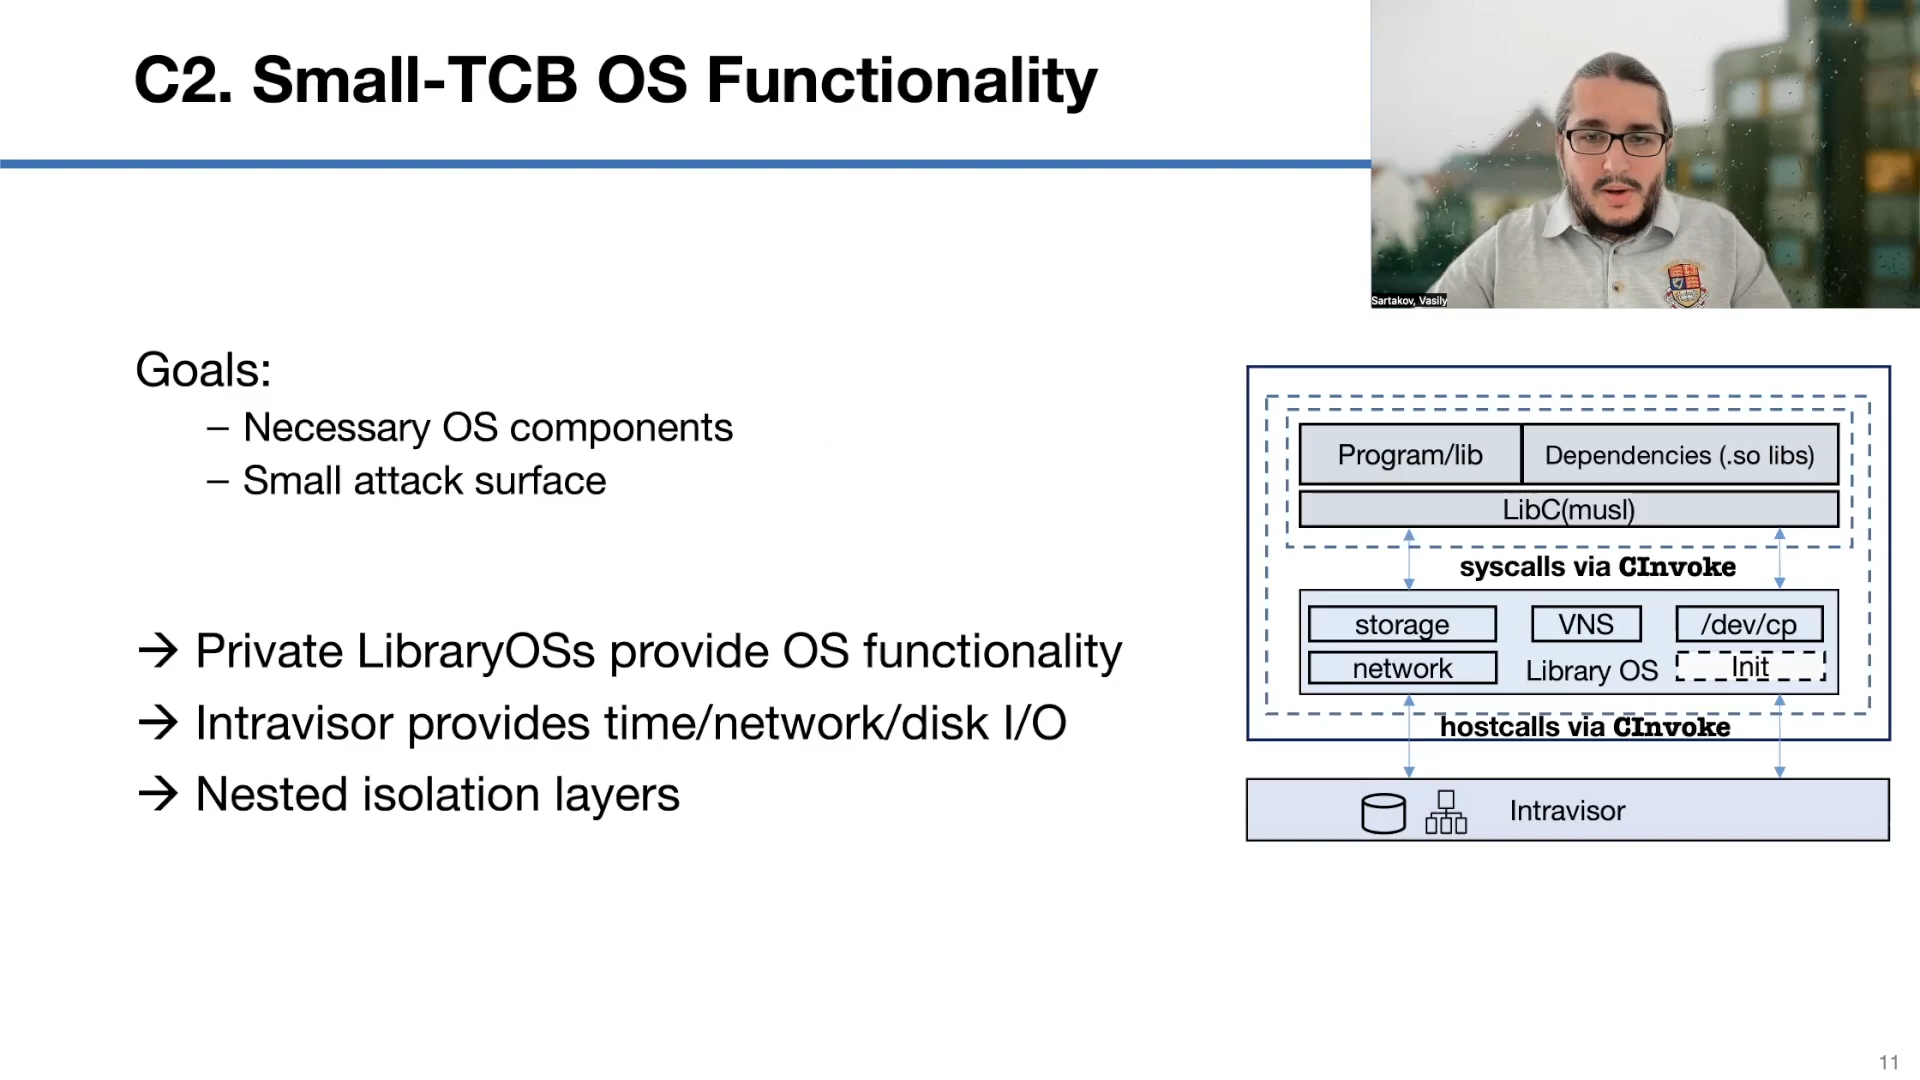 C2. Small-TCB OS Functionality
Sartakov, Vasily
Goals:
– Necessary OS components
– Small attack surface
→ Private LibraryOSs provide OS functionality
→ Intravisor provides time/network/disk I/O
→ Nested isolation layers
Program/lib
Dependencies (.so libs)
LibC(musl)
syscalls via CInvoke
storage
VNS
/dev/cp
network
Library OS
Init
hostcalls via CInvoke
Intravisor
11